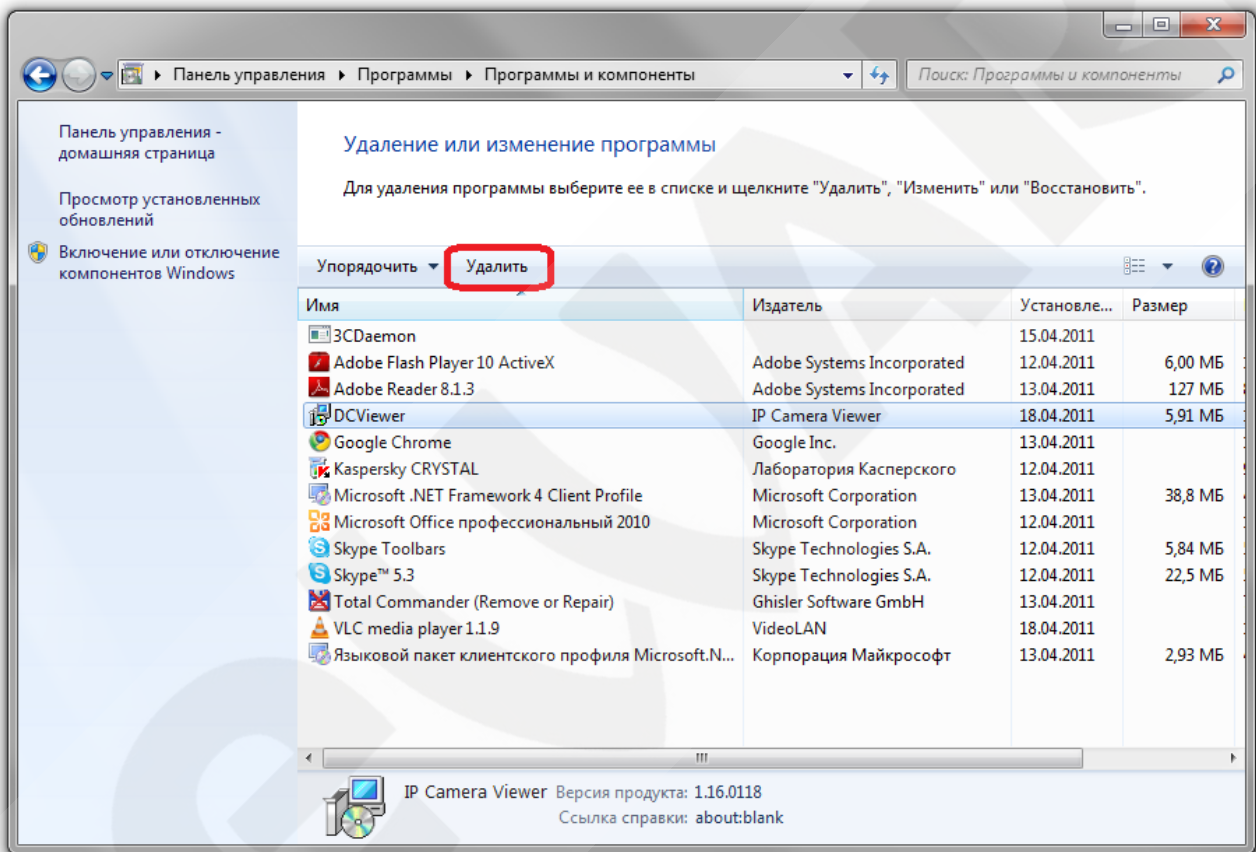 Панель управления ▸ Программы ▸ Программы и компоненты
Поиск: Программы и компоненты
Панель управления -
домашняя страница
Просмотр установленных
обновлений
Включение или отключение
компонентов Windows
Удаление или изменение программы
Для удаления программы выберите ее в списке и щелкните "Удалить", "Изменить" или "Восстановить".
Упорядочить Удалить
Имя Издатель Установле... Размер
3CDaemon 15.04.2011
Adobe Flash Player 10 ActiveX Adobe Systems Incorporated 12.04.2011 6,00 МБ
Adobe Reader 8.1.3 Adobe Systems Incorporated 13.04.2011 127 МБ
DCViewer IP Camera Viewer 18.04.2011 5,91 МБ
Google Chrome Google Inc. 13.04.2011
Kaspersky CRYSTAL Лаборатория Касперского 12.04.2011
Microsoft .NET Framework 4 Client Profile Microsoft Corporation 13.04.2011 38,8 МБ
Microsoft Office профессиональный 2010 Microsoft Corporation 12.04.2011
Skype Toolbars Skype Technologies S.A. 12.04.2011 5,84 МБ
Skype™ 5.3 Skype Technologies S.A. 12.04.2011 22,5 МБ
Total Commander (Remove or Repair) Ghisler Software GmbH 13.04.2011
VLC media player 1.1.9 VideoLAN 18.04.2011
Языковой пакет клиентского профиля Microsoft.N... Корпорация Майкрософт 13.04.2011 2,93 МБ
IP Camera Viewer Версия продукта: 1.16.0118
Ссылка справки: about:blank